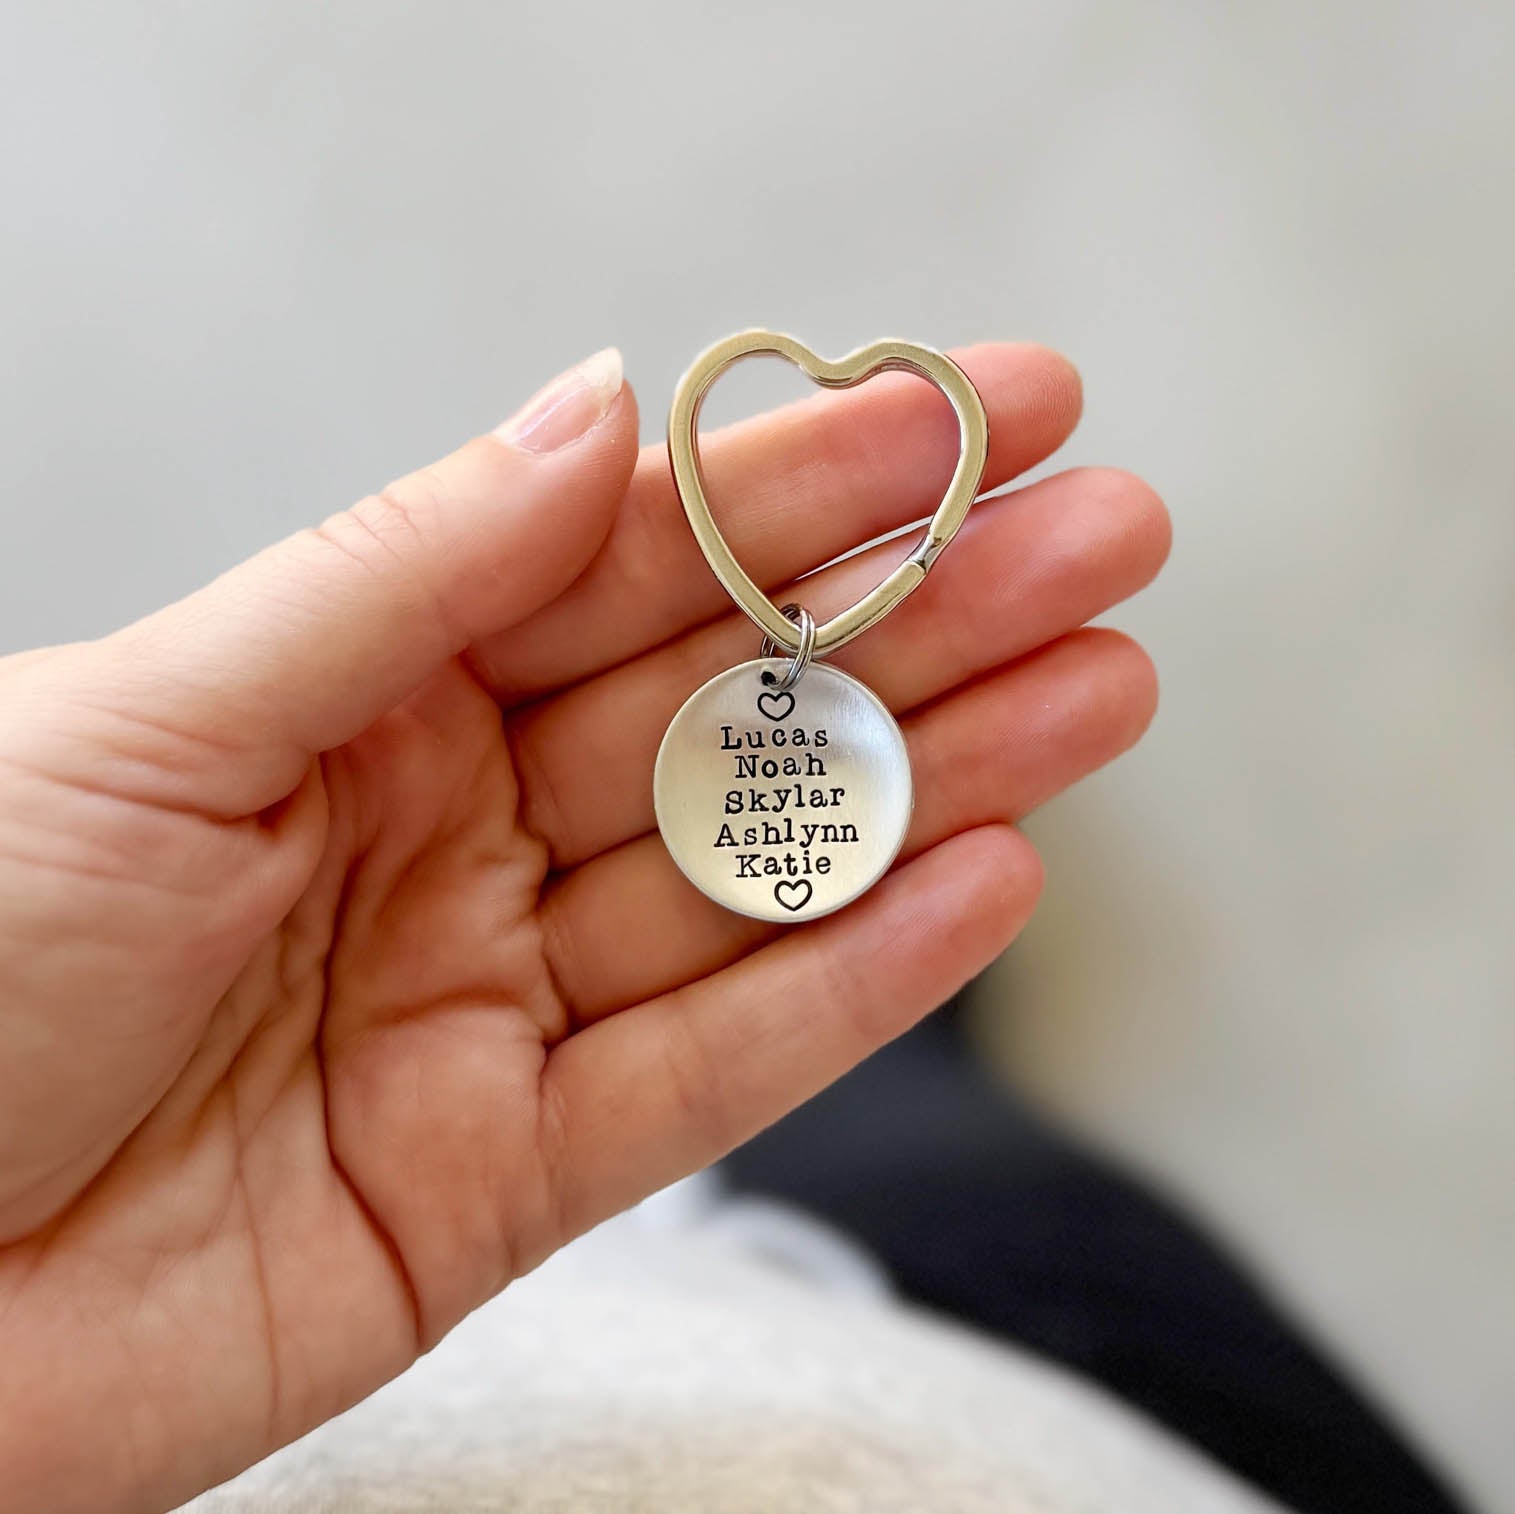 Lucas
Noah
Skylar
Ashlynn
Katie